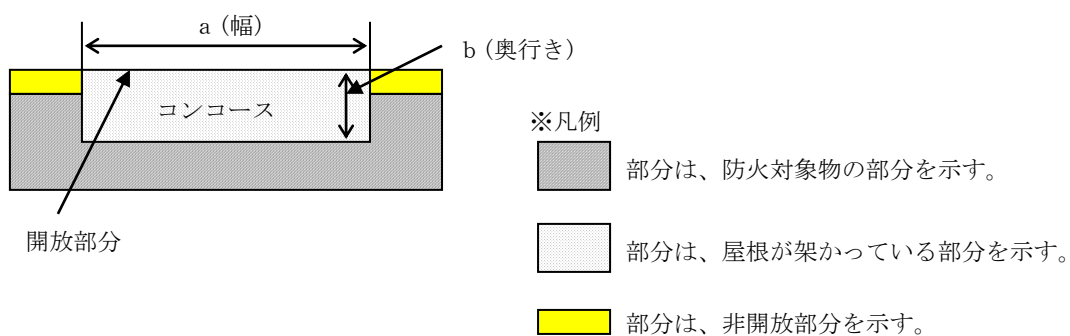 a（幅）
b（奥行き）
コンコース
開放部分
※凡例
部分は、防火対象物の部分を示す。
部分は、屋根が架かっている部分を示す。
部分は、非開放部分を示す。